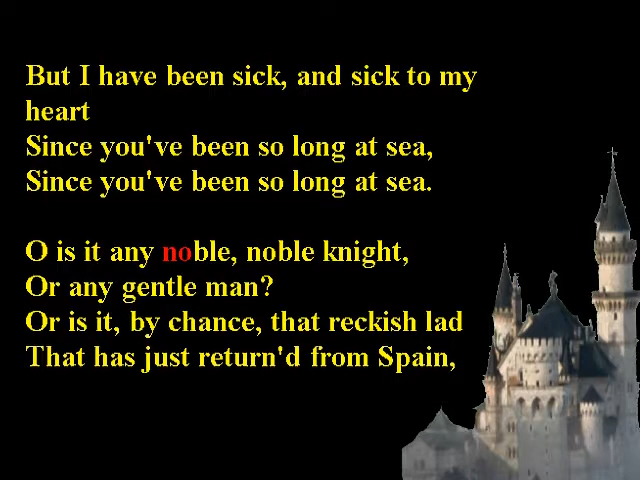 But I have been sick, and sick to my
heart
Since you've been so long at sea,
Since you've been so long at sea.
O is it any noble, noble knight,
Or any gentle man?
Or is it, by chance, that reckish lad
That has just return'd from Spain,